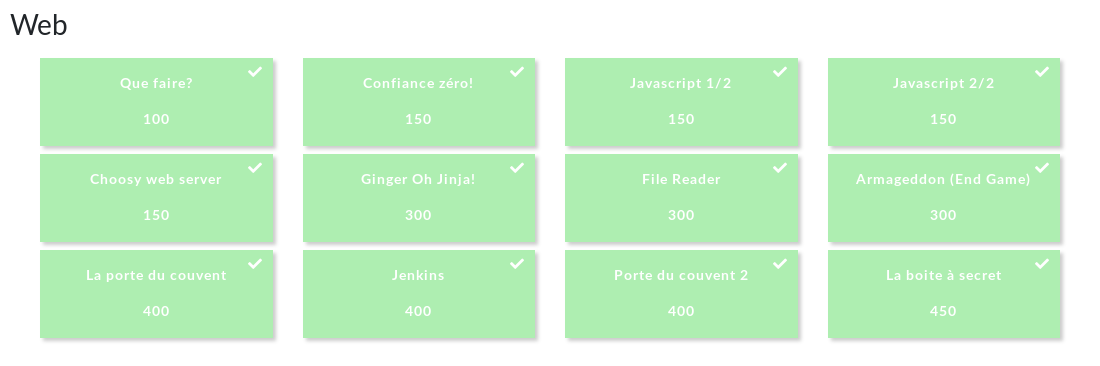 Web
Que faire?
100
Confiance zéro!
150
Javascript 1/2
150
Javascript 2/2
150
Choosy web server
150
Ginger Oh Jinja!
300
File Reader
300
Armageddon (End Game)
300
La porte du couvent
400
Jenkins
400
Porte du couvent 2
400
La boite à secret
450